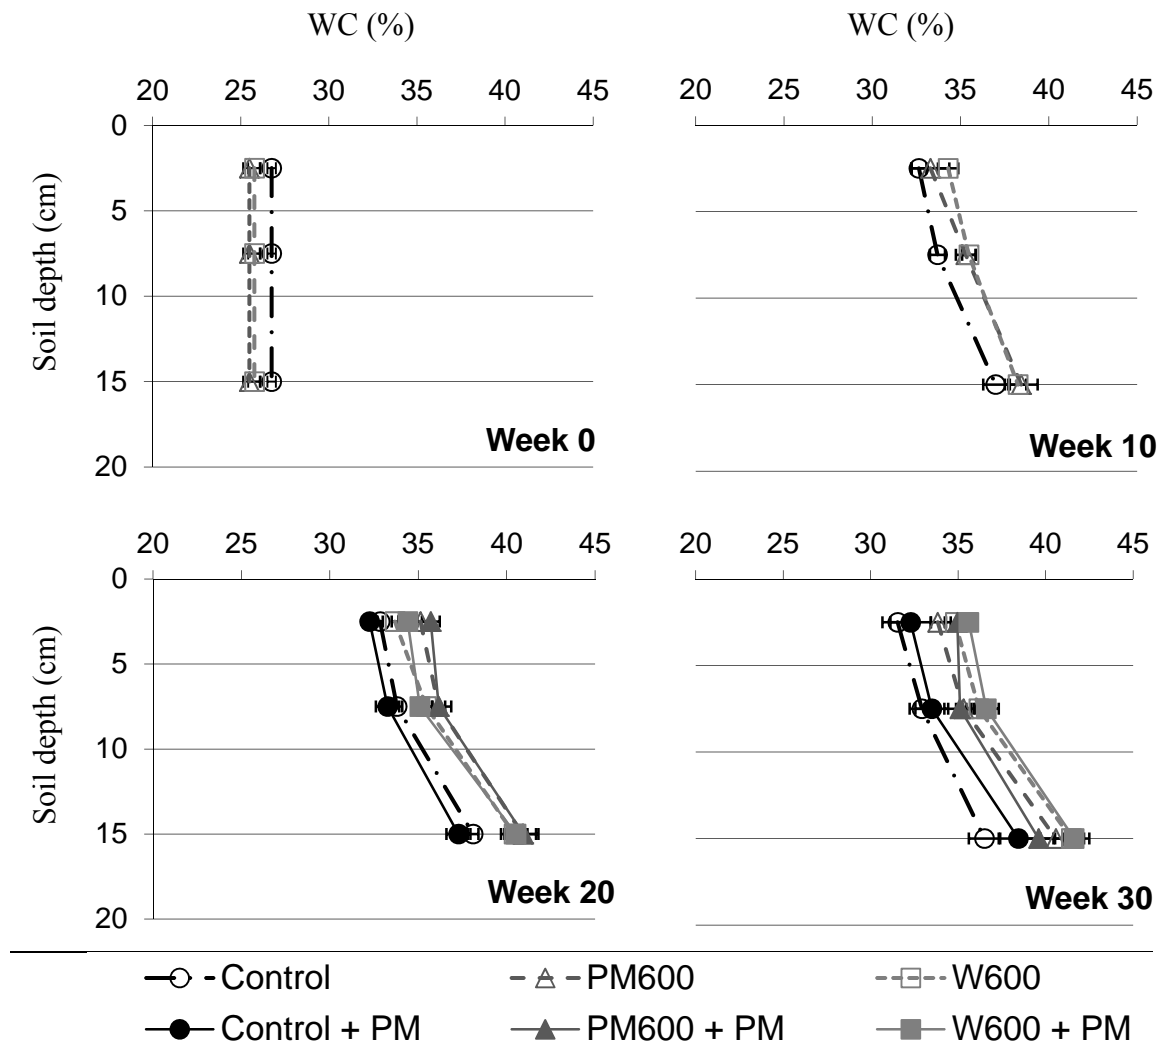 WC (%) WC (%)
20 25 30 35 40 45 20 25 30 35 40 45
0
5
10
15
20
Soil depth (cm)
Week 0 Week 10
20 25 30 35 40 45 20 25 30 35 40 45
0
5
10
15
20
Soil depth (cm)
Week 20 Week 30
Control PM600 W600
Control + PM PM600 + PM W600 + PM